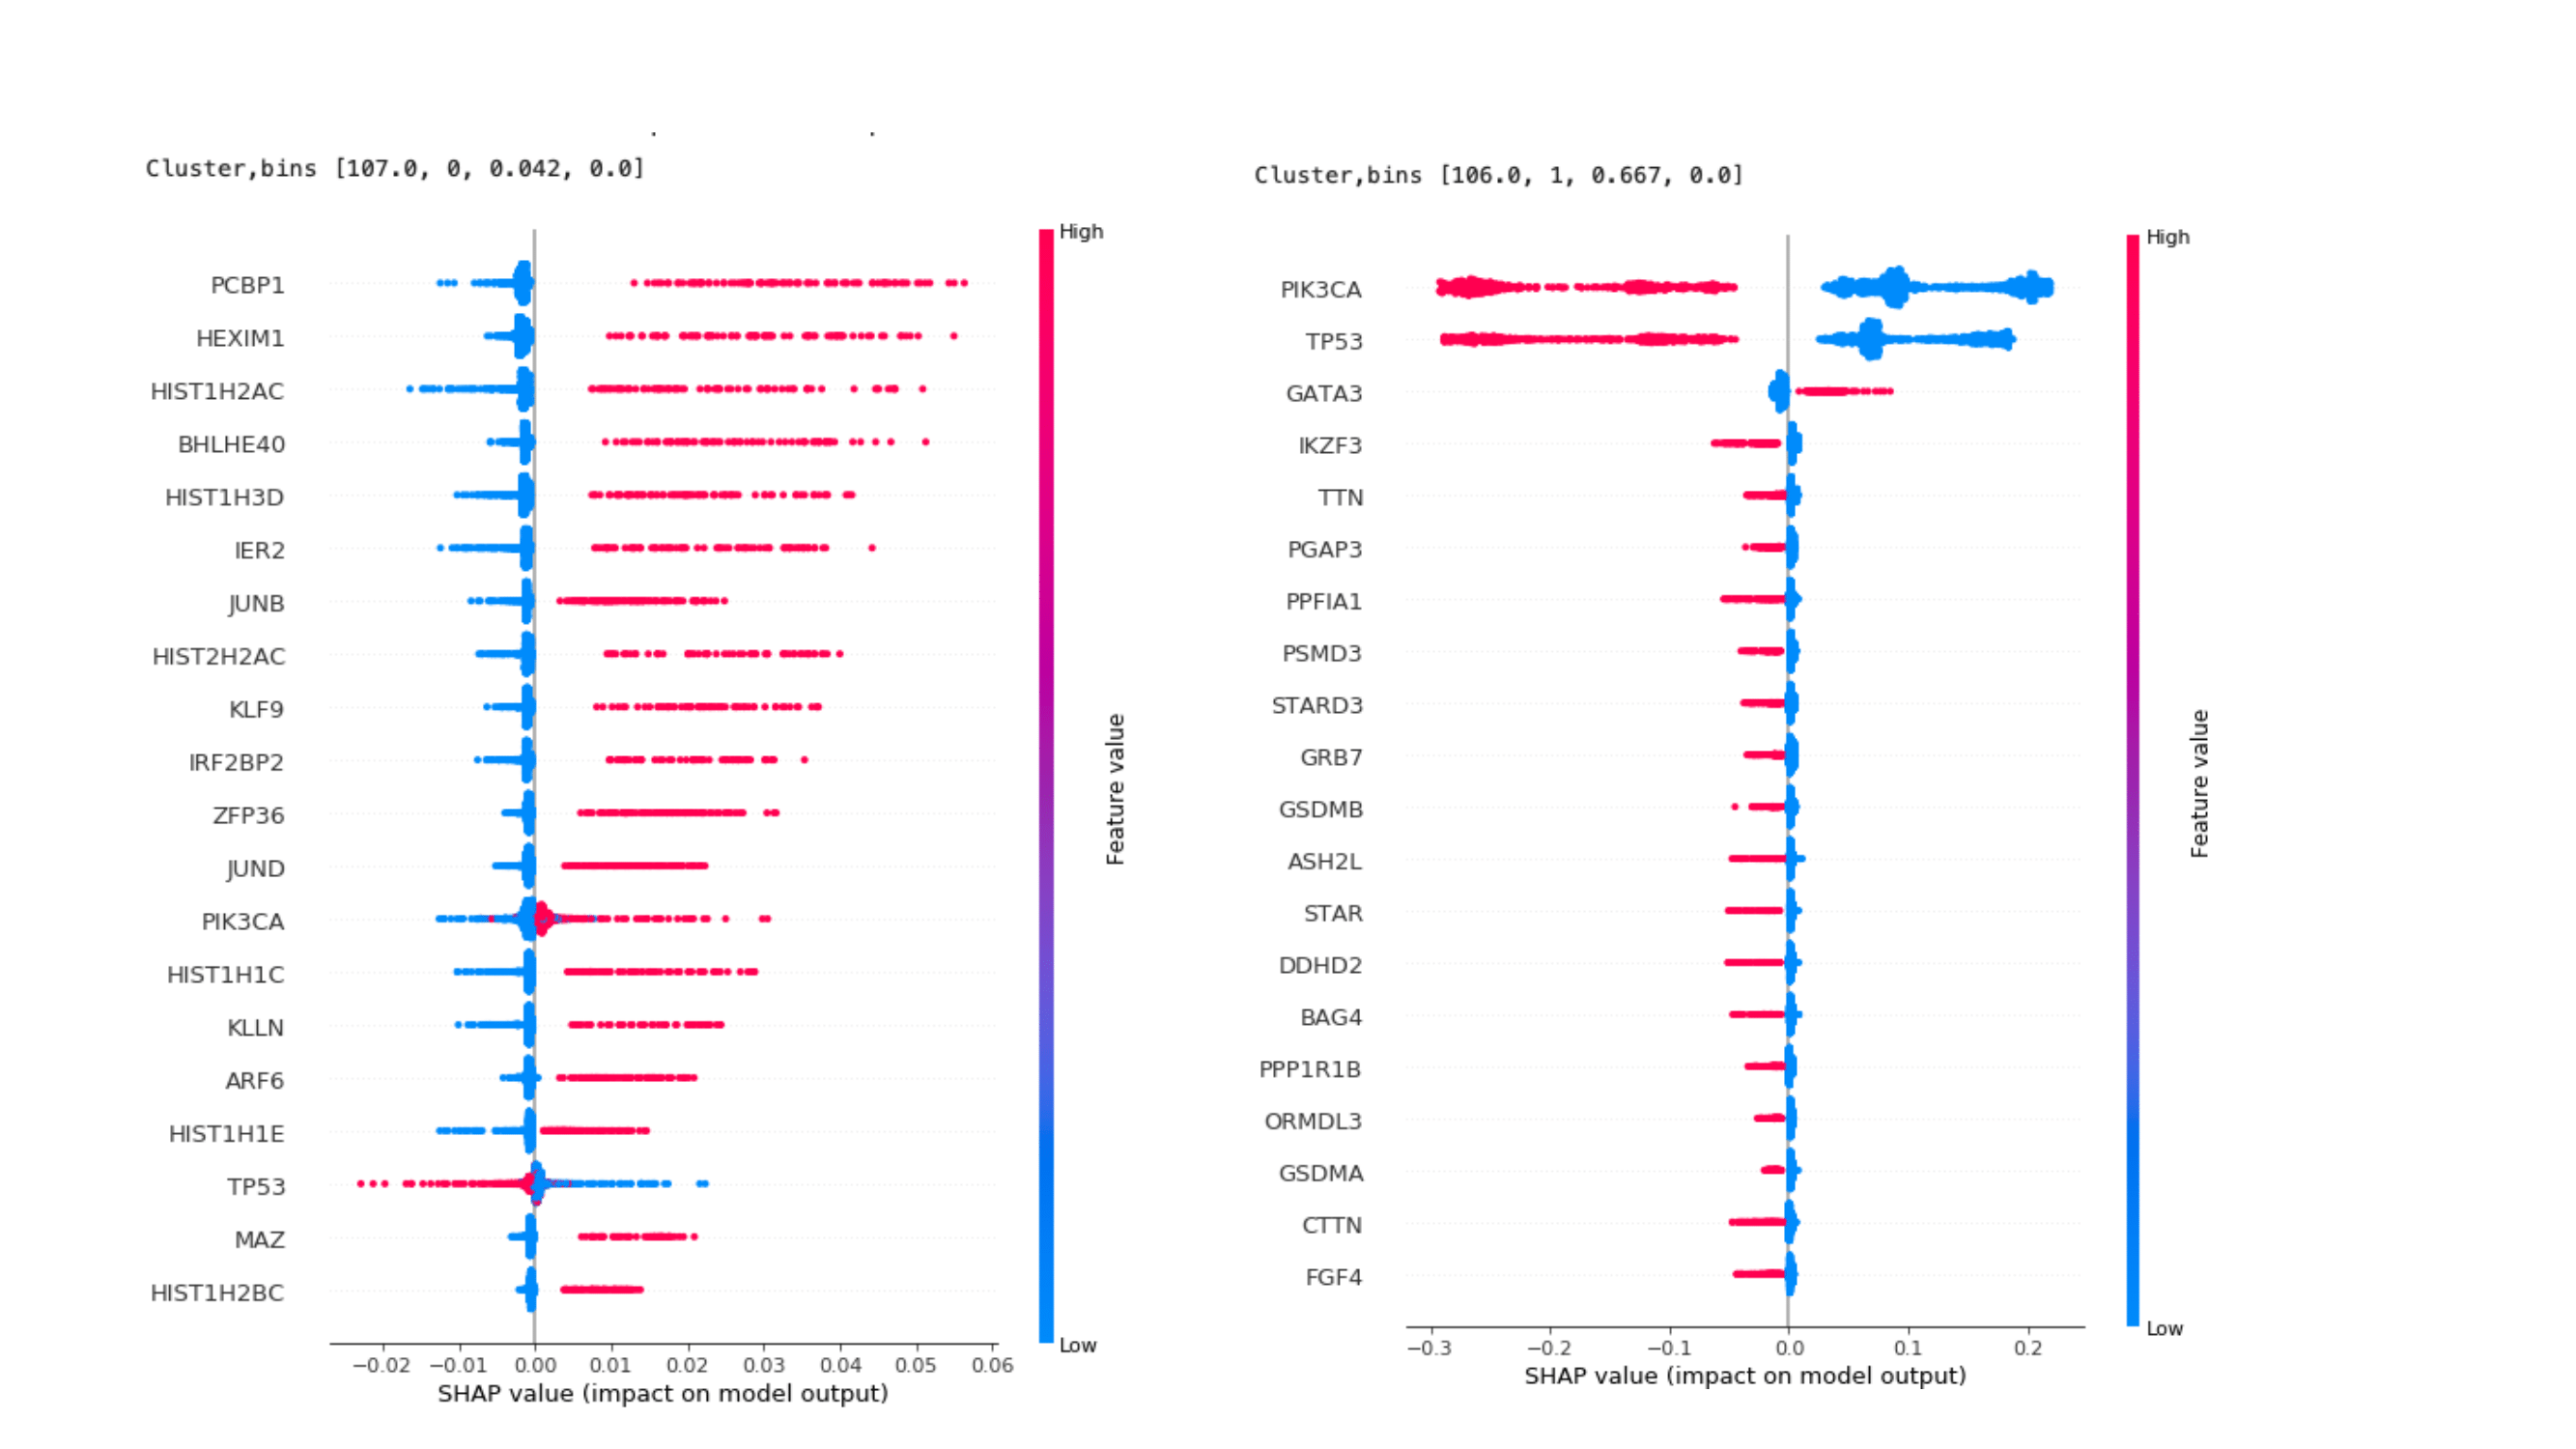 Cluster,bins [107.0, 0, 0.042, 0.0]
High
PCBP1
HEXIM1
HIST1H2AC
BHLHE40
HIST1H3D
IER2
JUNB
HIST2H2AC
KLF9
IRF2BP2
ZFP36
JUND
PIK3CA
HIST1H1C
KLLN
ARF6
HIST1H1E
TP53
MAZ
HIST1H2BC
Feature value
Low
−0.02 −0.01 0.00 0.01 0.02 0.03 0.04 0.05 0.06
SHAP value (impact on model output)
Cluster,bins [106.0, 1, 0.667, 0.0]
High
PIK3CA
TP53
GATA3
IKZF3
TTN
PGAP3
PPFIA1
PSMD3
STARD3
GRB7
GSDMB
ASH2L
STAR
DDHD2
BAG4
PPP1R1B
ORMDL3
GSDMA
CTTN
FGF4
Feature value
Low
−0.3 −0.2 −0.1 0.0 0.1 0.2
SHAP value (impact on model output)